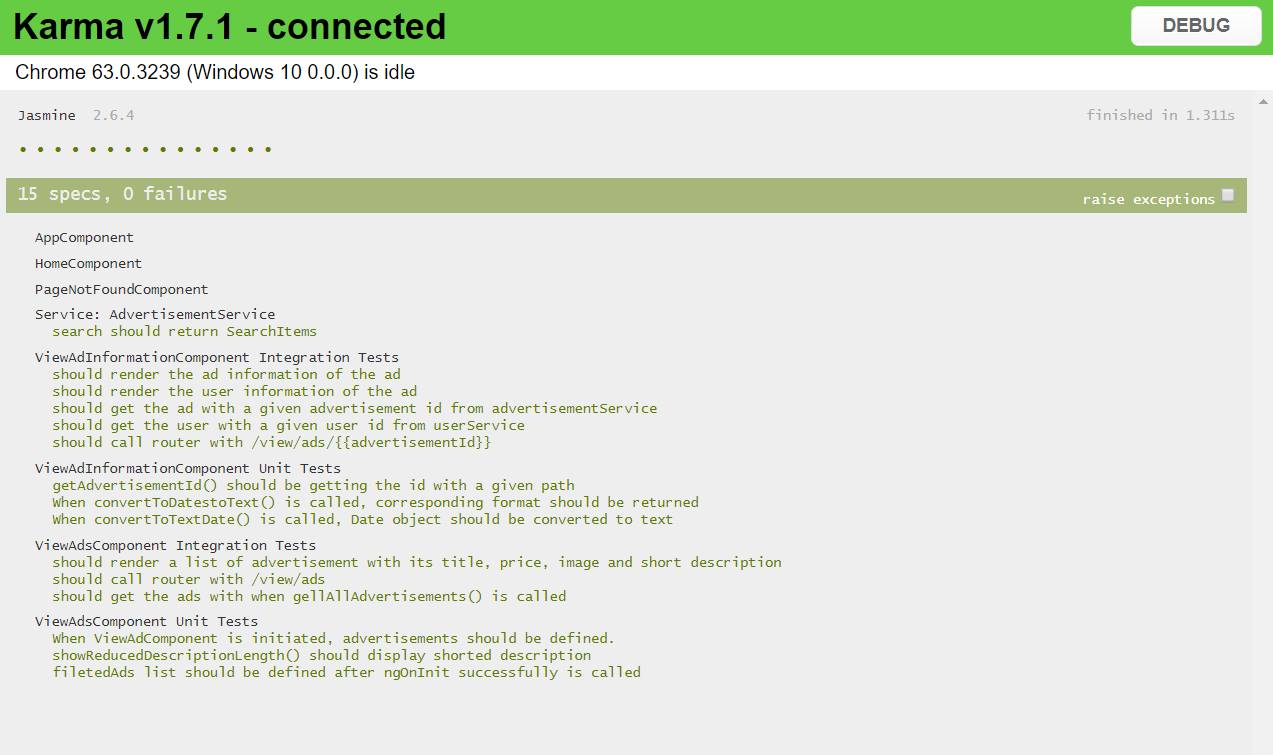 Karma v1.7.1 - connected
DEBUG
Chrome 63.0.3239 (Windows 10 0.0.0) is idle
Jasmine 2.6.4
finished in 1.311s
15 specs, 0 failures
raise exceptions
AppComponent
HomeComponent
PageNotFoundComponent
Service: AdvertisementService
search should return SearchItems
ViewAdInformationComponent Integration Tests
should render the ad information of the ad
should render the user information of the ad
should get the ad with a given advertisement id from advertisementService
should get the user with a given user id from userService
should call router with /view/ads/{{advertisementId}}
ViewAdInformationComponent Unit Tests
getAdvertisementId() should be getting the id with a given path
When convertToDatestoText() is called, corresponding format should be returned
When convertToTextDate() is called, Date object should be converted to text
ViewAdsComponent Integration Tests
should render a list of advertisement with its title, price, image and short description
should call router with /view/ads
should get the ads with when gellAllAdvertisements() is called
ViewAdsComponent Unit Tests
When ViewAdComponent is initiated, advertisements should be defined.
showReducedDescriptionLength() should display shorted description
filetedAds list should be defined after ngOnInit successfully is called